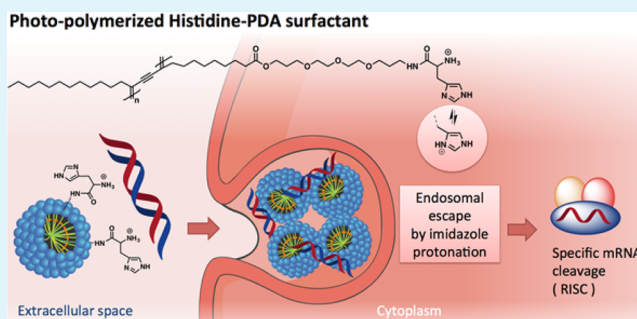 Photo-polymerized Histidine-PDA surfactant
n
O
O
O
O
O
HN
O
⊕
NH₃
N
NH
HN
⊕
N
HN
N
⊕
NH₃
O
NH
HN
O
⊕
NH₃
N
NH
Endosomal
escape
by imidazole
protonation
Specific mRNA
cleavage
( RISC )
Extracellular space
Cytoplasm